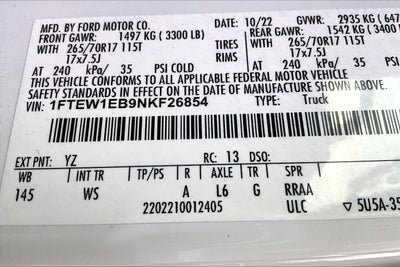 MFD. BY FORD MOTOR CO.
DATE: 10/22 GVWR: 2935 KG (647
FRONT GAWR: 1497 KG (3300 LB) REAR GAWR: 1542 KG (3400
WITH 265/70R17 115T TIRES WITH 265/70R17 115T
17x7.5J RIMS 17x7.5J
AT 240 kPa/ 35 PSI COLD AT 240 kPa/ 35 PSI C
THIS VEHICLE CONFORMS TO ALL APPLICABLE FEDERAL MOTOR VEHICLE
SAFETY STANDARDS IN EFFECT ON THE DATE OF MANUFACTURE SHOWN AB
VIN: 1FTEW1EB9NKF26854 TYPE: Truck
EXT PNT: YZ RC: 13 DSO:
WB INT TR TP/PS R AXLE TR SPR
145 WS A L6 G RRAA
2202210012405 ULC ▽ 5U5A-35